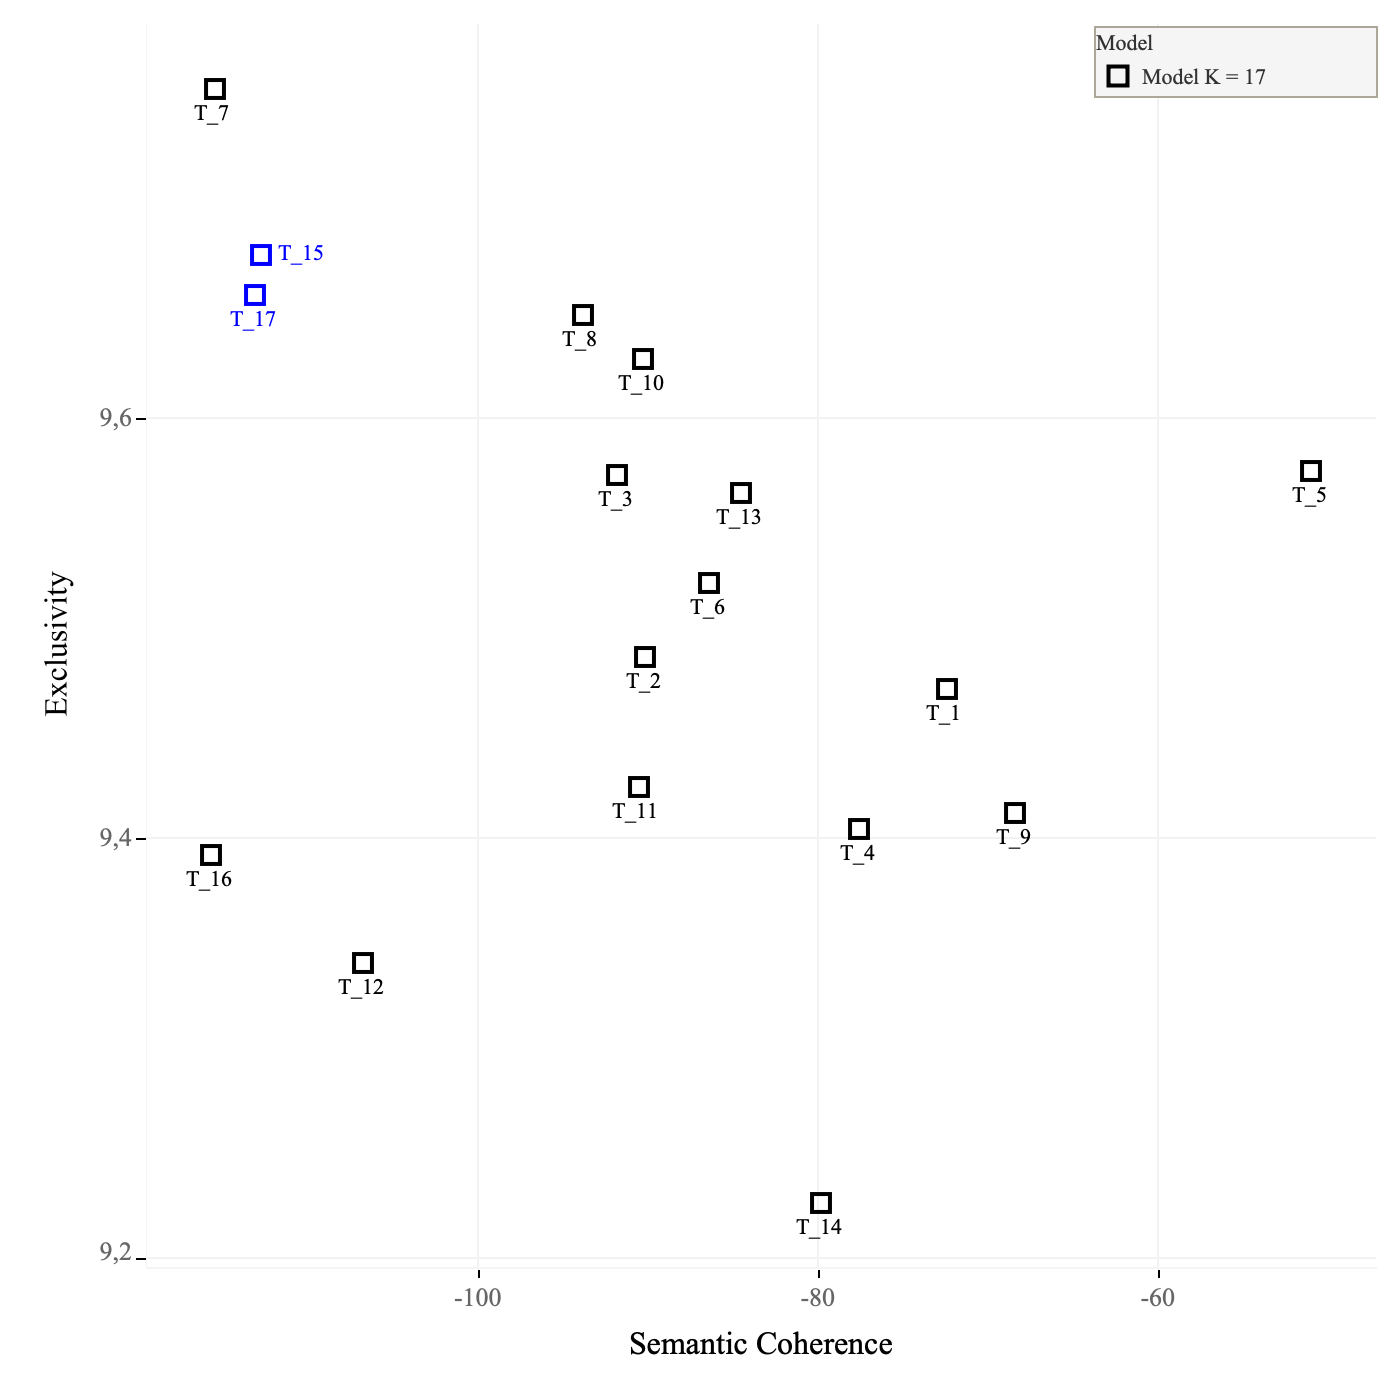 Model
Model K = 17
T_7
T_15
T_17
T_8
T_10
9,6
T_3
T_5
T_13
T_6
T_2
Exclusivity
T_1
T_11
9,4
T_9
T_4
T_16
T_12
T_14
9,2
-100
-80
-60
Semantic Coherence